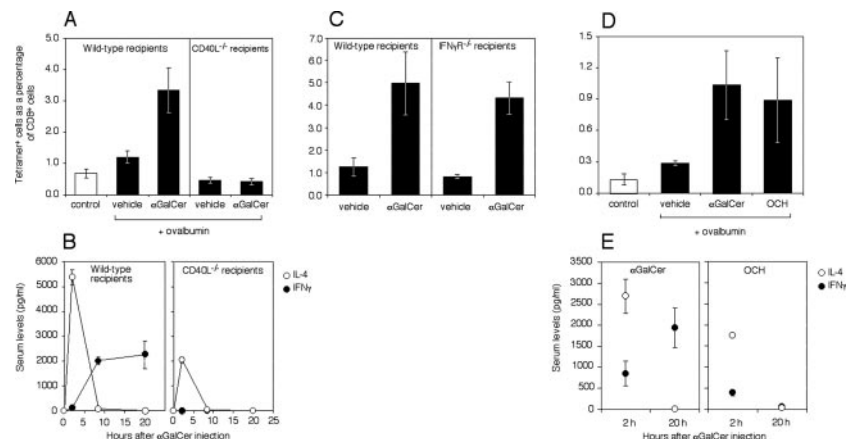 A
Tetramer+ cells as a percentage
of CD8+ cells
5.0
4.0
3.0
2.0
1.0
0.0
Wild-type recipients
CD40L-/- recipients
control
vehicle
αGalCer
vehicle
αGalCer
+ ovalbumin
C
7.0
6.0
5.0
4.0
3.0
2.0
1.0
0.0
Wild-type recipients
IFNγR-/- recipients
vehicle
αGalCer
vehicle
αGalCer
D
1.5
1.2
0.9
0.6
0.3
0
control
vehicle
αGalCer
OCH
+ ovalbumin
B
Serum levels (pg/ml)
6000
5000
4000
3000
2000
1000
0
Wild-type
recipients
CD40L-/- recipients
IL-4
IFNγ
0
5
10
15
20
0
5
10
15
20
25
Hours after αGalCer injection
E
Serum levels (pg/ml)
3500
3000
2500
2000
1500
1000
500
0
αGalCer
OCH
IL-4
IFNγ
2 h
20 h
2 h
20 h
Hours after αGalCer injection